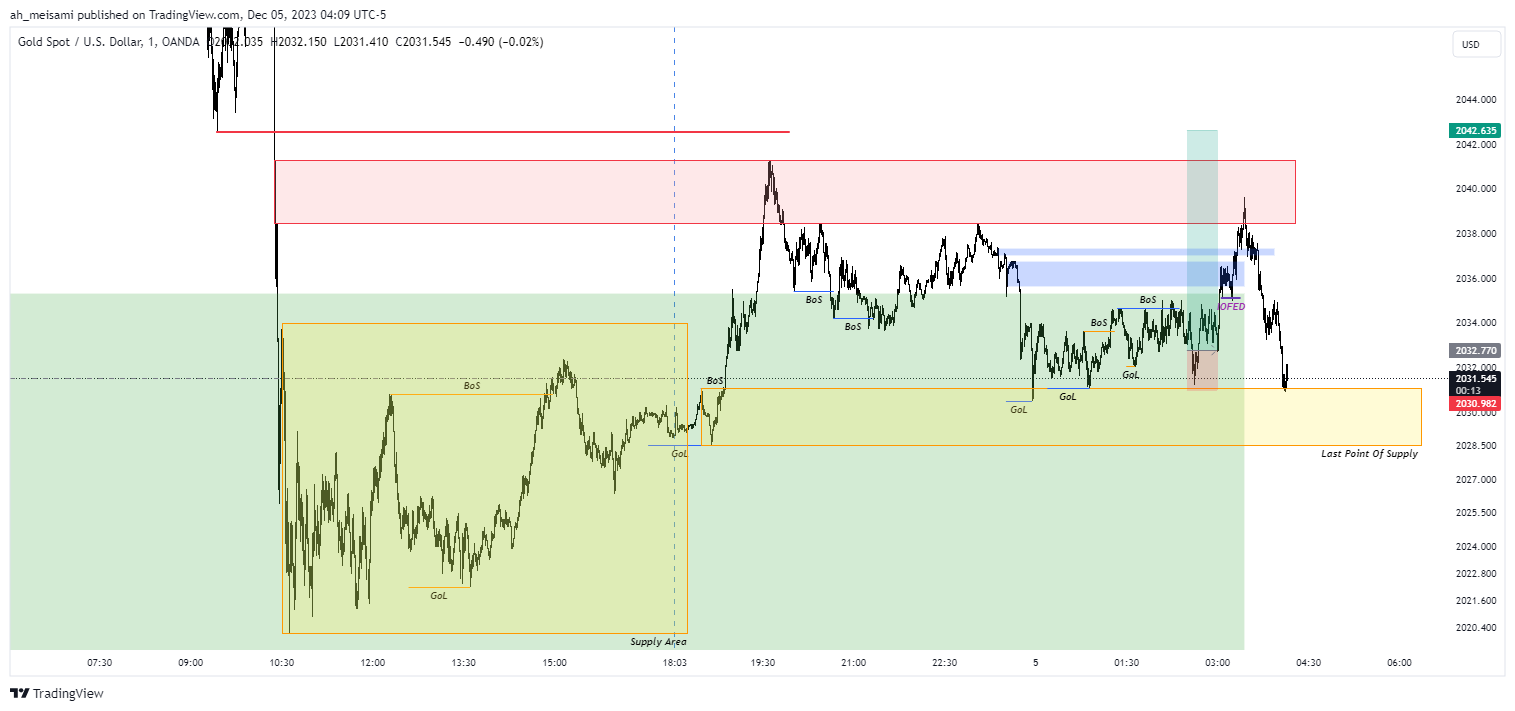 ah_meisami published on TradingView.com, Dec 05, 2023 04:09 UTC-5
Gold Spot / U.S. Dollar, 1, OANDA O2032.035 H2032.150 L2031.410 C2031.545 −0.490 (−0.02%)
USD
2044.000
2042.635
2042.000
2040.000
2038.000
2036.000
BoS
BoS
BoS
IOFED
2034.000
BoS
2032.770
2032.000
GoL
BoS
BoS
2031.545
00:13
GoL
2030.982
2030.000
GoL
2028.500
GoL
Last Point Of Supply
2027.000
2025.500
2024.000
2022.800
GoL
2021.600
2020.400
Supply Area
07:30 09:00 10:30 12:00 13:30 15:00 18:03 19:30 21:00 22:30 5 01:30 03:00 04:30 06:00
TradingView